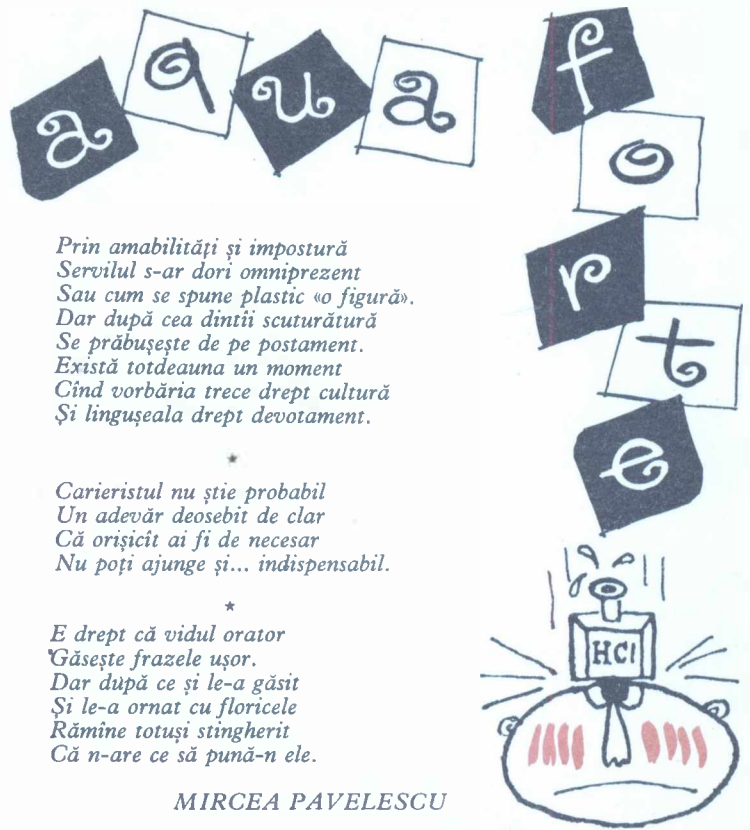 aqua
forte
Prin amabilități și impostură
Servilul s-ar dori omniprezent
Sau cum se spune plastic «o figură».
Dar după cea dintîi scuturătură
Se prăbușește de pe postament.
Există totdeauna un moment
Cînd vorbăria trece drept cultură
Și lingușeala drept devotament.
★
Carieristul nu știe probabil
Un adevăr deosebit de clar
Că orișicît ai fi de necesar
Nu poți ajunge și... indispensabil.
★
E drept că vidul orator
Găsește frazele ușor.
Dar după ce și le-a găsit
Și le-a ornat cu floricele
Rămîne totuși stingherit
Că n-are ce să pună-n ele.
MIRCEA PAVELESCU
HCl